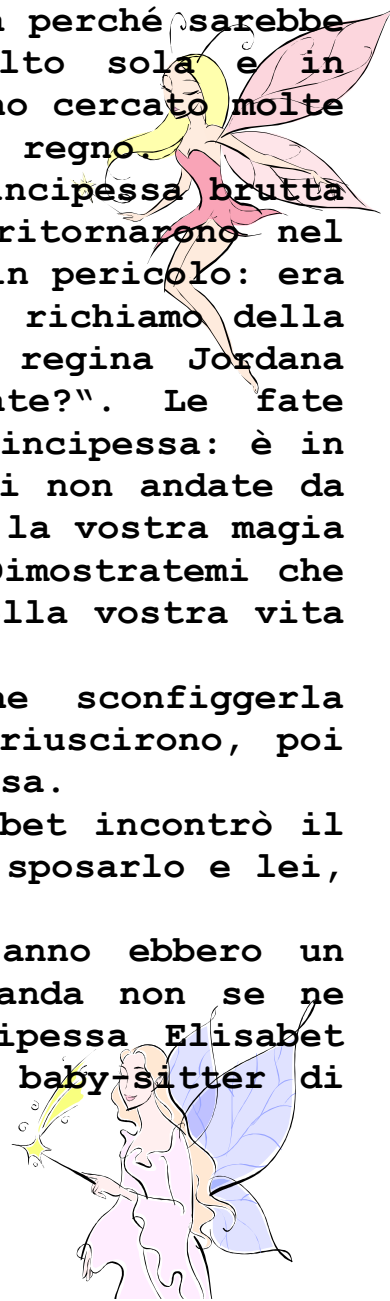 perché sarebbe
lto sola e in
no cercato molte
regno.
incipessa brutta
ritornarono nel
in pericolo: era
richiamo della
regina Jordana
ate?“. Le fate
incipessa: è in
i non andate da
la vostra magia
Dimostratemi che
lla vostra vita
ne sconfiggerla
riuscirono, poi
sa.
bet incontrò il
sposarlo e lei,
anno ebbero un
anda non se ne
ipessa Elisabet
baby-sitter di